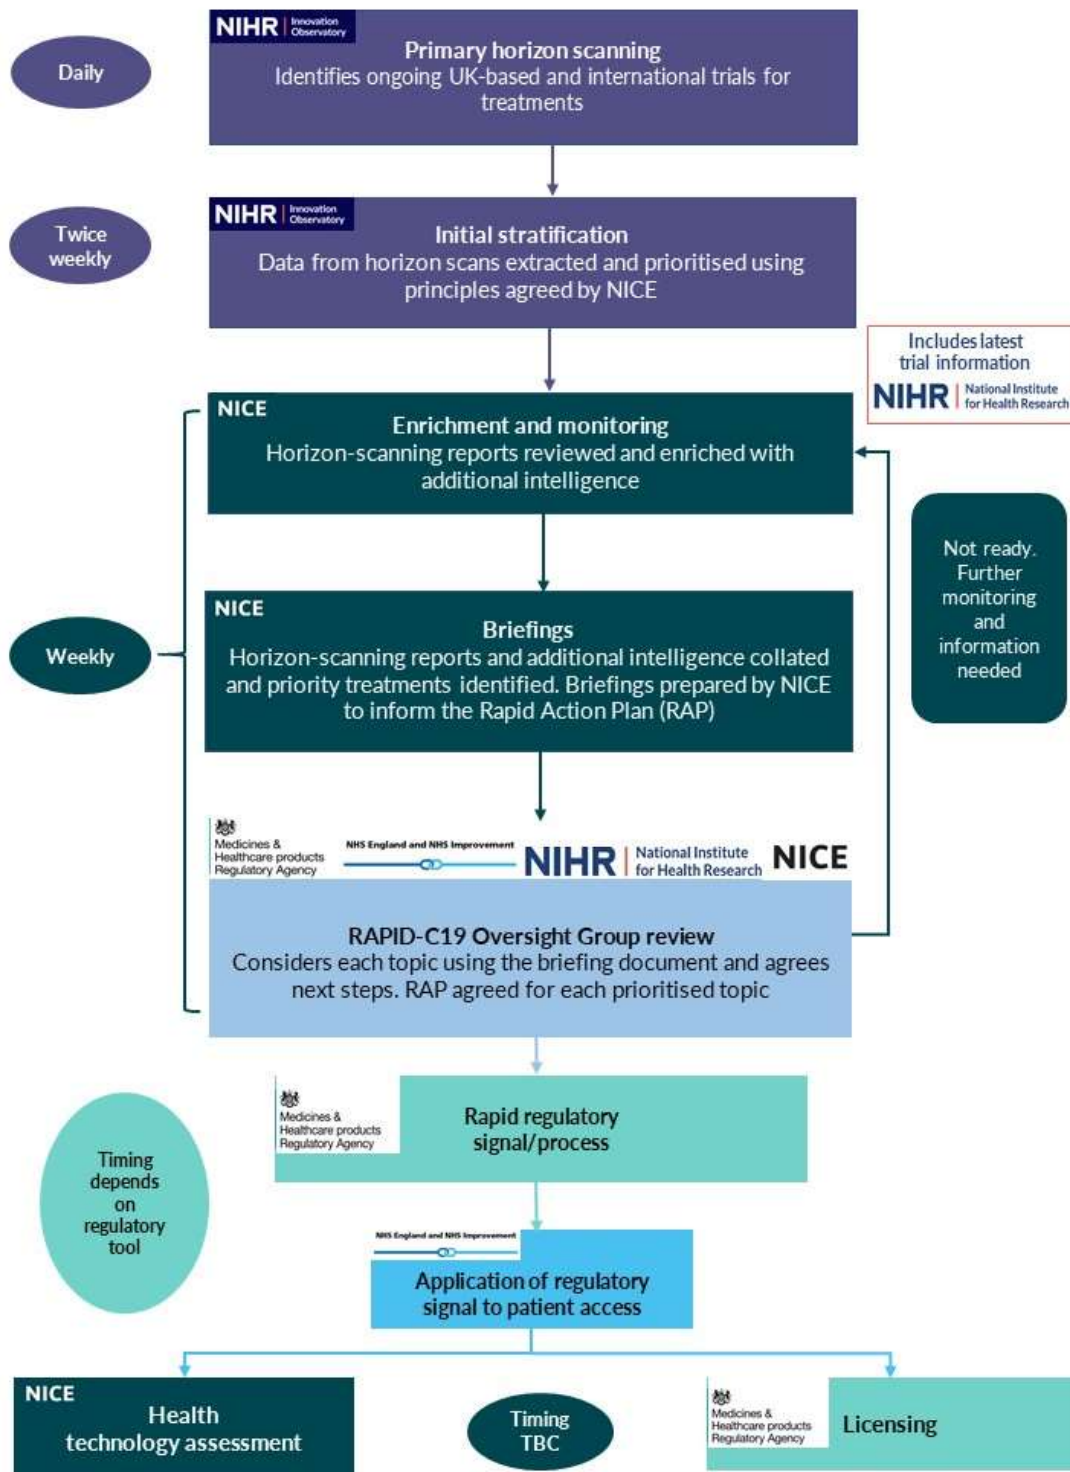 NIHR | Innovation
Observatory
Daily
Primary horizon scanning
Identifies ongoing UK-based and international trials for
treatments
NIHR | Innovation
Observatory
Twice
weekly
Initial stratification
Data from horizon scans extracted and prioritised using
principles agreed by NICE
Includes latest
trial information
NIHR | National Institute
for Health Research
NICE
Enrichment and monitoring
Horizon-scanning reports reviewed and enriched with
additional intelligence
Not ready.
Further
monitoring
and
information
needed
Weekly
NICE
Briefings
Horizon-scanning reports and additional intelligence collated
and priority treatments identified. Briefings prepared by NICE
to inform the Rapid Action Plan (RAP)
Medicines &
Healthcare products
Regulatory Agency
NHS England and NHS Improvement
NIHR | National Institute
for Health Research
NICE
RAPID-C19 Oversight Group review
Considers each topic using the briefing document and agrees
next steps. RAP agreed for each prioritised topic
Timing
depends
on
regulatory
tool
Medicines &
Healthcare products
Regulatory Agency
Rapid regulatory
signal/process
NHS England and NHS Improvement
Application of regulatory
signal to patient access
NICE
Health
technology assessment
Timing
TBC
Medicines &
Healthcare products
Regulatory Agency
Licensing